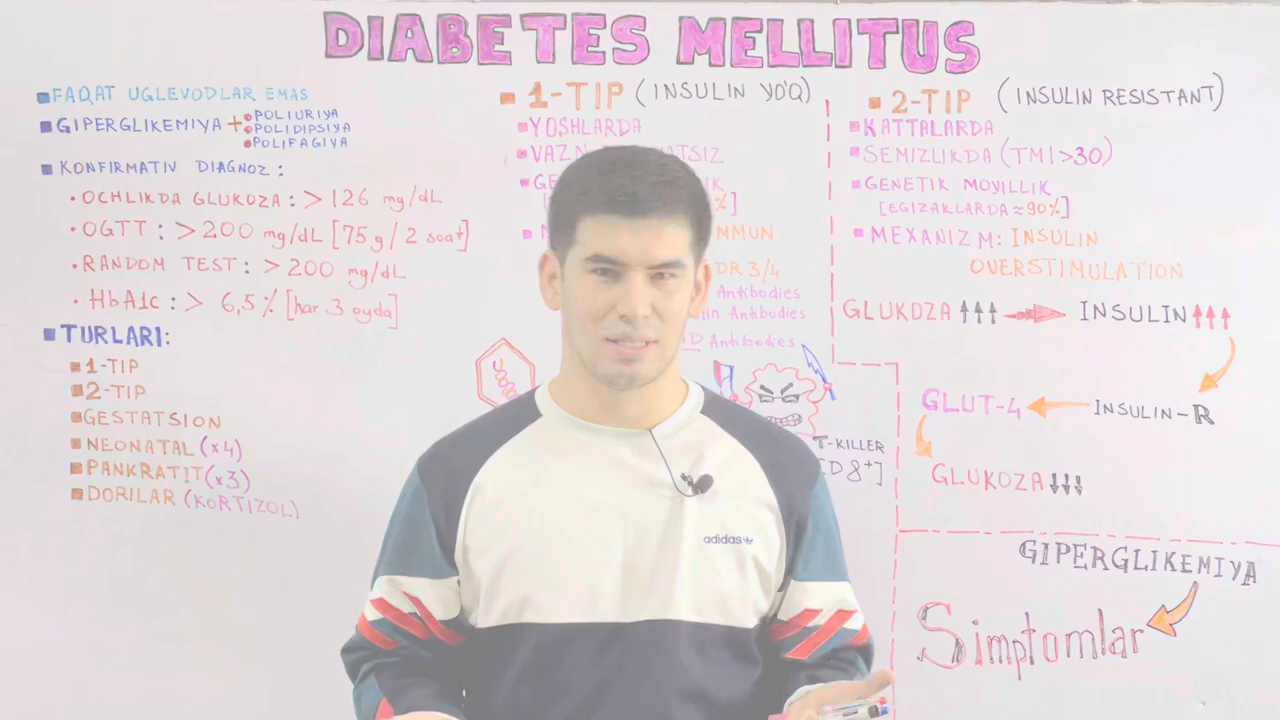 DIABETES MELLITUS
FAQAT UGLEVODLAR EMAS
GIPERGLIKEMIYA +
POLIURIYA
POLIDIPSIYA
POLIFAGIYA
KONFIRMATIV DIAGNOZ :
• OCHLIKDA GLUKOZA : > 126 mg/dL
• OGTT : > 200 mg/dL [75g / 2 soat]
• RANDOM TEST : > 200 mg/dL
• HbA1c : > 6,5 % [har 3 oyda]
TURLARI:
1-TIP
2-TIP
GESTATSION
NEONATAL (x4)
PANKRATIT (x3)
DORILAR (KORTIZOL)
1-TIP (INSULIN YO'Q)
YOSHLARDA
VAZN
%]
DR 3/4
Antibodies
Antibodies
Antibodies
T-KILLER
8+]
2-TIP (INSULIN RESISTANT)
KATTALARDA
SEMIZLIKDA (TMI >30)
GENETIK MOYILLIK
[EGIZAKLARDA ≈ 90%]
MEXANIZM: INSULIN
OVERSTIMULATION
GLUKOZA ↑↑↑ → INSULIN ↑↑↑
GLUT-4 ← INSULIN-R
GLUKOZA ↓↓↓
GIPERGLIKEMIYA
Simptomlar
adidas